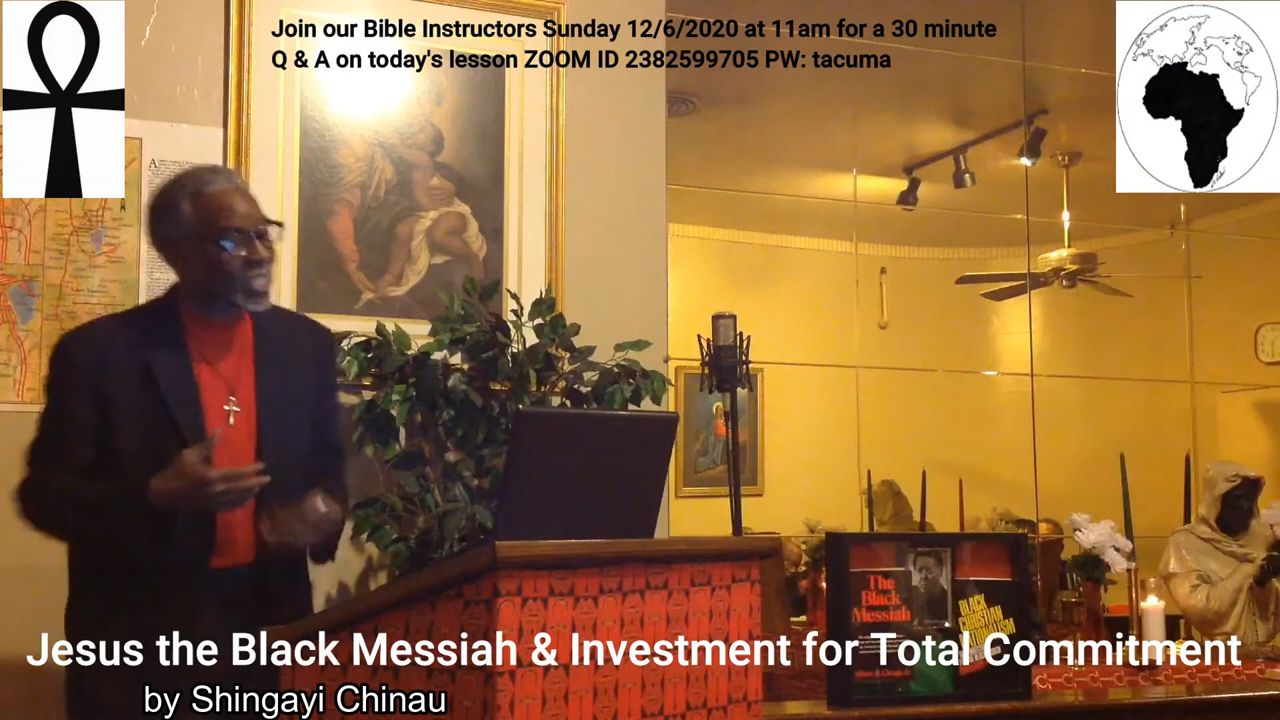 Join our Bible Instructors Sunday 12/6/2020 at 11am for a 30 minute
Q & A on today's lesson ZOOM ID 2382599705 PW: tacuma
The
Black
Messiah
BLACK
CHRISTIAN
Jesus the Black Messiah & Investment for Total Commitment
by Shingayi Chinau